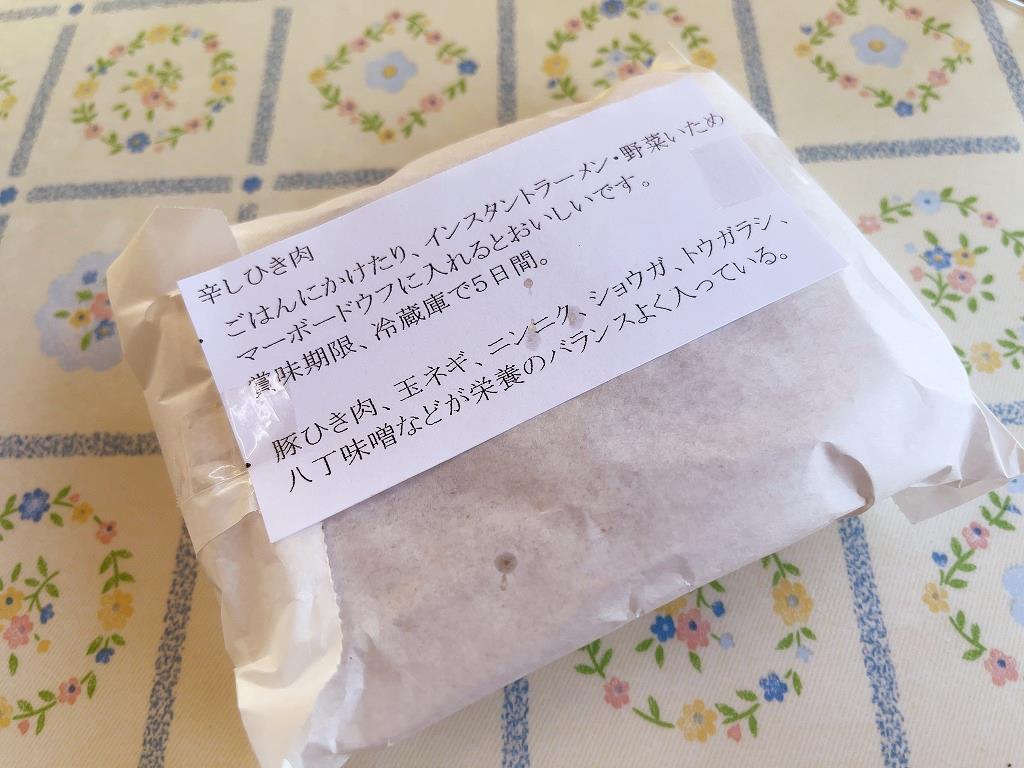 辛しひき肉
ごはんにかけたり、インスタントラーメン・野菜いため
マーボードウフに入れるとおいしいです。
賞味期限、冷蔵庫で5日間。
豚ひき肉、玉ネギ、ニンニク、ショウガ、トウガラシ、
八丁味噌などが栄養のバランスよく入っている。